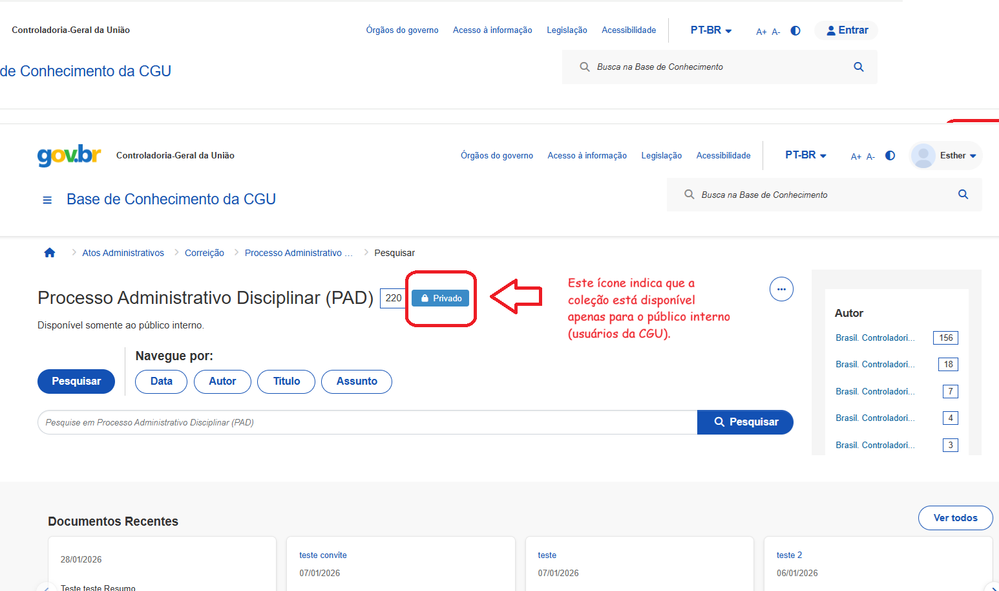 Controladoria-Geral da União
Órgãos do governo Acesso à informação Legislação Acessibilidade PT-BR A+ A- Entrar
de Conhecimento da CGU
Busca na Base de Conhecimento
gov.br Controladoria-Geral da União
Órgãos do governo Acesso à informação Legislação Acessibilidade PT-BR A+ A- Esther
Base de Conhecimento da CGU
Busca na Base de Conhecimento
Atos Administrativos Correição Processo Administrativo ... Pesquisar
Processo Administrativo Disciplinar (PAD) 220 Privado
Disponível somente ao público interno.
Este ícone indica que a
coleção está disponível
apenas para o público interno
(usuários da CGU).
Navegue por:
Pesquisar Data Autor Título Assunto
Pesquise em Processo Administrativo Disciplinar (PAD) Pesquisar
Autor
Brasil. Controladori... 156
Brasil. Controladori... 18
Brasil. Controladori... 7
Brasil. Controladori... 4
Brasil. Controladori... 3
Documentos Recentes
Ver todos
28/01/2026
Teste teste Resumo
teste convite
07/01/2026
teste
07/01/2026
teste 2
06/01/2026